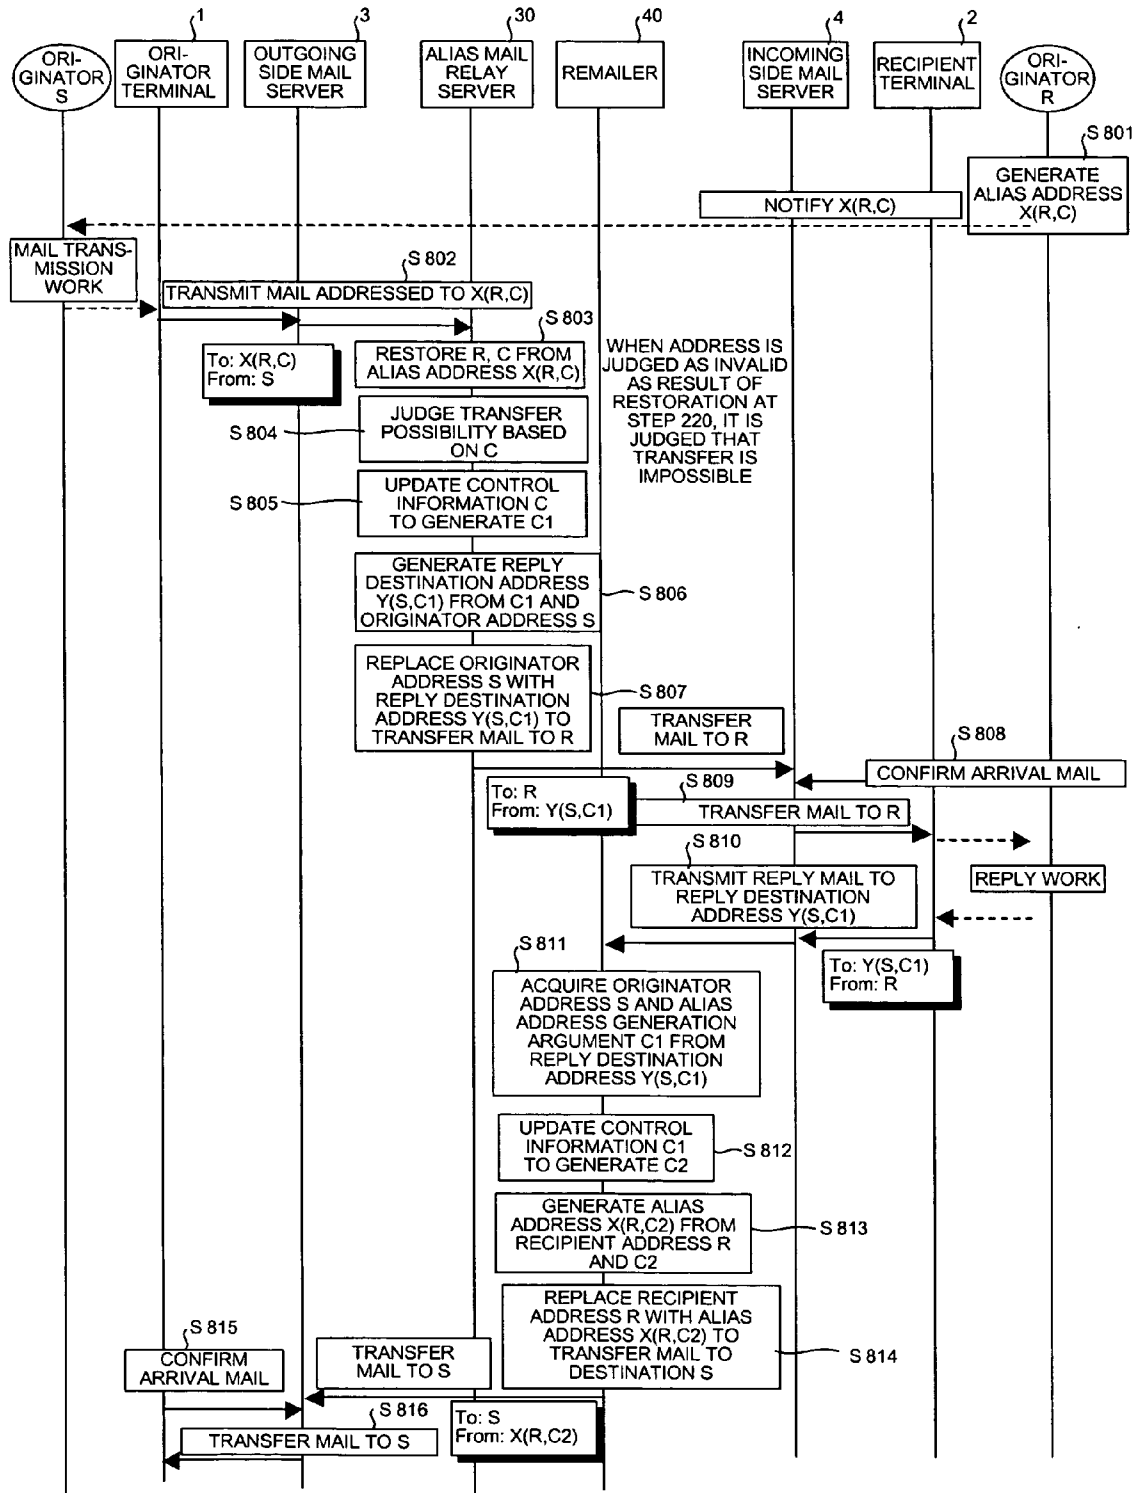 1
3
30
40
4
2
ORI-
GINATOR
S
ORI-
GINATOR
TERMINAL
OUTGOING
SIDE MAIL
SERVER
ALIAS MAIL
RELAY
SERVER
REMAILER
INCOMING
SIDE MAIL
SERVER
RECIPIENT
TERMINAL
ORI-
GINATOR
R
S 801
GENERATE
ALIAS ADDRESS
X(R,C)
NOTIFY X(R,C)
MAIL TRANS-
MISSION
WORK
S 802
TRANSMIT MAIL ADDRESSED TO X(R,C)
To: X(R,C)
From: S
S 803
RESTORE R, C FROM
ALIAS ADDRESS X(R,C)
WHEN ADDRESS IS
JUDGED AS INVALID
AS RESULT OF
RESTORATION AT
STEP 220, IT IS
JUDGED THAT
TRANSFER IS
IMPOSSIBLE
S 804
JUDGE TRANSFER
POSSIBILITY BASED
ON C
S 805
UPDATE CONTROL
INFORMATION C
TO GENERATE C1
GENERATE REPLY
DESTINATION ADDRESS
Y(S,C1) FROM C1 AND
ORIGINATOR ADDRESS S
S 806
REPLACE ORIGINATOR
ADDRESS S WITH
REPLY DESTINATION
ADDRESS Y(S,C1) TO
TRANSFER MAIL TO R
S 807
TRANSFER
MAIL TO R
S 808
CONFIRM ARRIVAL MAIL
To: R
From: Y(S,C1)
S 809
TRANSFER MAIL TO R
S 810
TRANSMIT REPLY MAIL TO
REPLY DESTINATION
ADDRESS Y(S,C1)
REPLY WORK
To: Y(S,C1)
From: R
S 811
ACQUIRE ORIGINATOR
ADDRESS S AND ALIAS
ADDRESS GENERATION
ARGUMENT C1 FROM
REPLY DESTINATION
ADDRESS Y(S,C1)
UPDATE CONTROL
INFORMATION C1
TO GENERATE C2
S 812
GENERATE ALIAS
ADDRESS X(R,C2) FROM
RECIPIENT ADDRESS R
AND C2
S 813
REPLACE RECIPIENT
ADDRESS R WITH ALIAS
ADDRESS X(R,C2) TO
TRANSFER MAIL TO
DESTINATION S
S 814
S 815
CONFIRM
ARRIVAL MAIL
TRANSFER
MAIL TO S
To: S
From: X(R,C2)
S 816
TRANSFER MAIL TO S